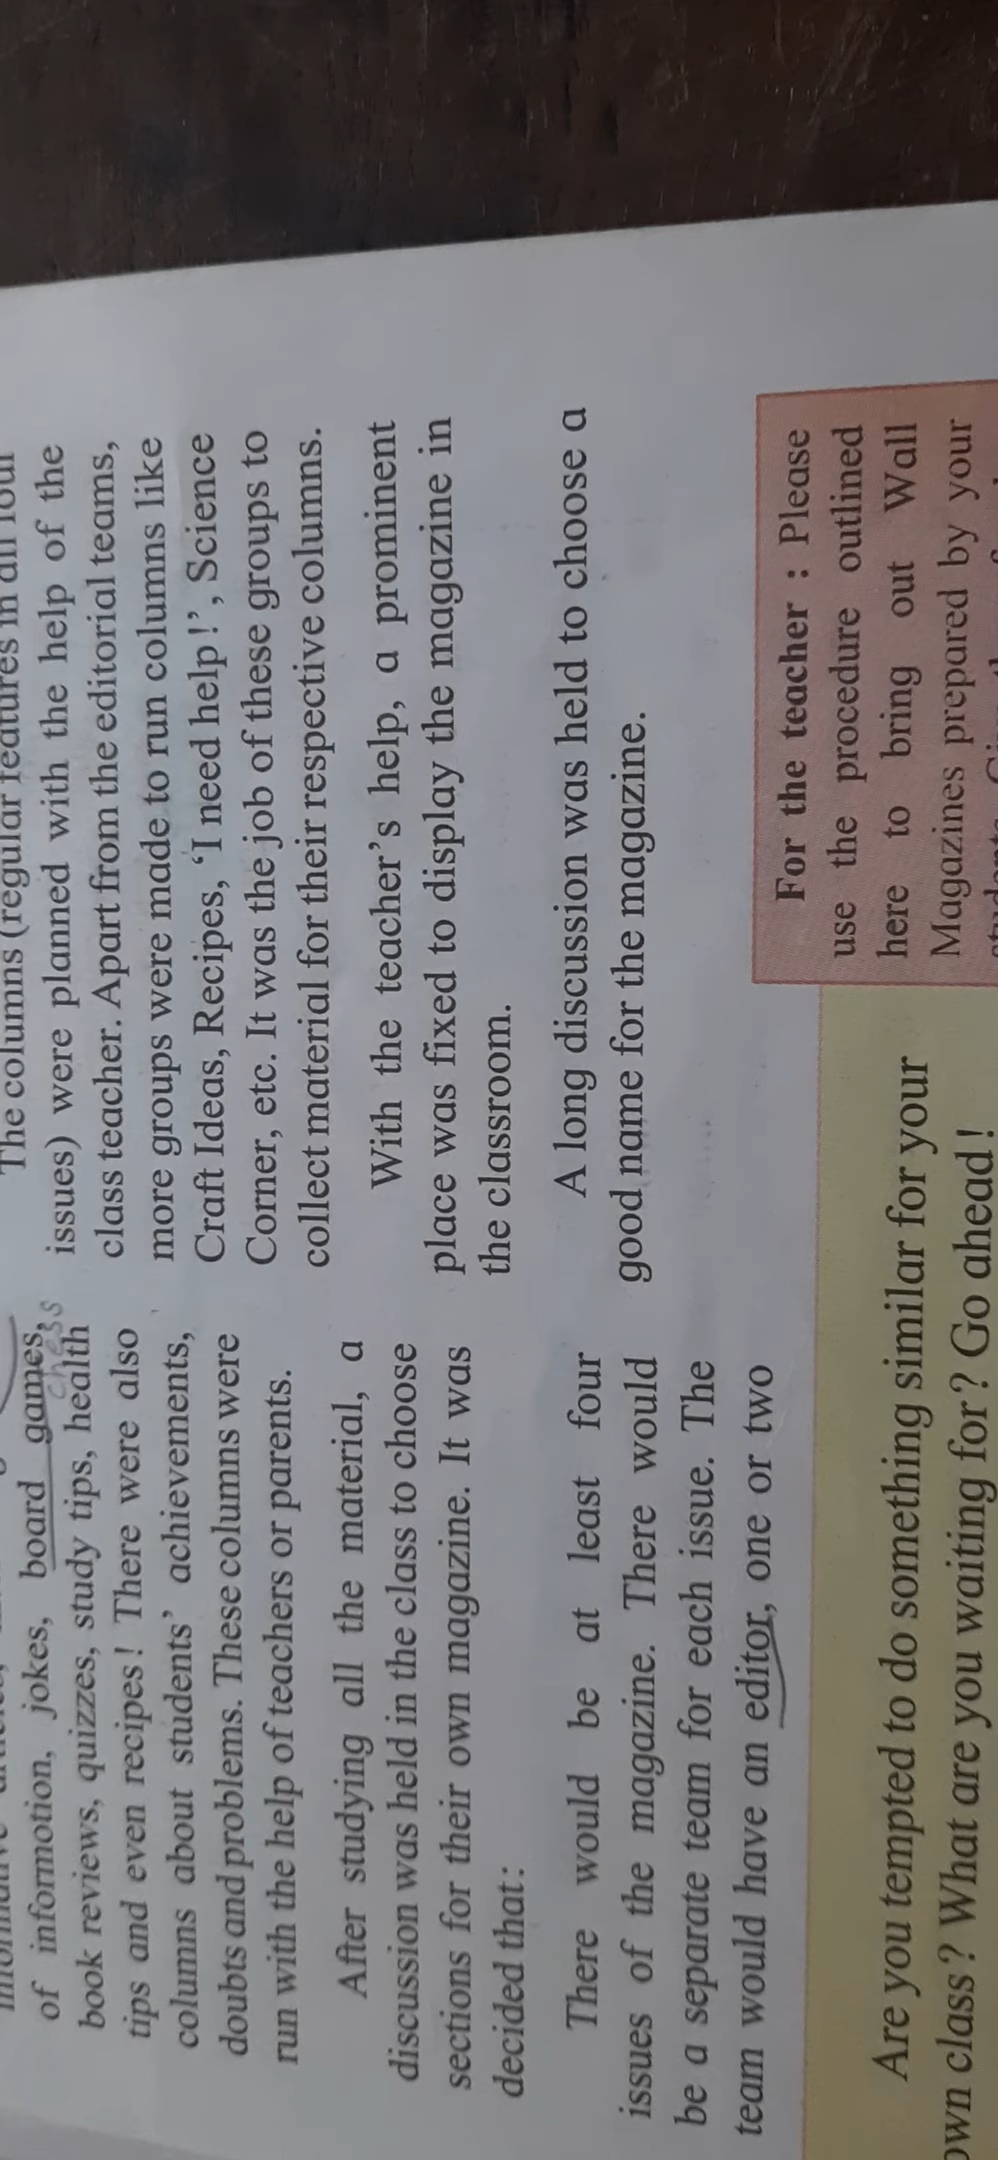 of informotion, jokes, board games,
chess
book reviews, quizzes, study tips, health
tips and even recipes! There were also
columns about students' achievements,
doubts and problems. These columns were
run with the help of teachers or parents.
After studying all the material, a
discussion was held in the class to choose
sections for their own magazine. It was
decided that:
There would be at least four
issues of the magazine. There would
be a separate team for each issue. The
team would have an editor, one or two
The columns (regular features in all four
issues) were planned with the help of the
class teacher. Apart from the editorial teams,
more groups were made to run columns like
Craft Ideas, Recipes, ‘I need help!’, Science
Corner, etc. It was the job of these groups to
collect material for their respective columns.
With the teacher's help, a prominent
place was fixed to display the magazine in
the classroom.
A long discussion was held to choose a
good name for the magazine.
Are you tempted to do something similar for your
own class? What are you waiting for? Go ahead!
For the teacher : Please
use the procedure outlined
here to bring out Wall
Magazines prepared by your